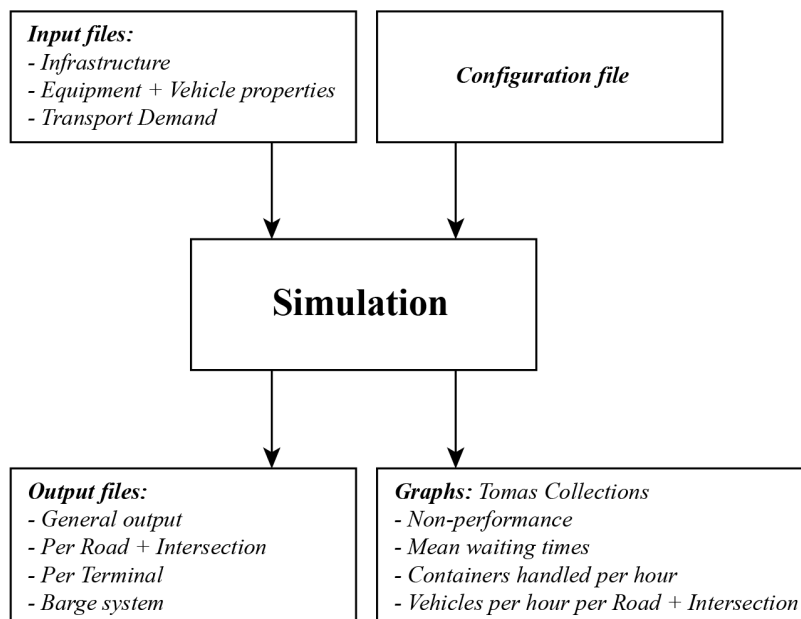 Input files:
- Infrastructure
- Equipment + Vehicle properties
- Transport Demand
Configuration file
Simulation
Output files:
- General output
- Per Road + Intersection
- Per Terminal
- Barge system
Graphs: Tomas Collections
- Non-performance
- Mean waiting times
- Containers handled per hour
- Vehicles per hour per Road + Intersection